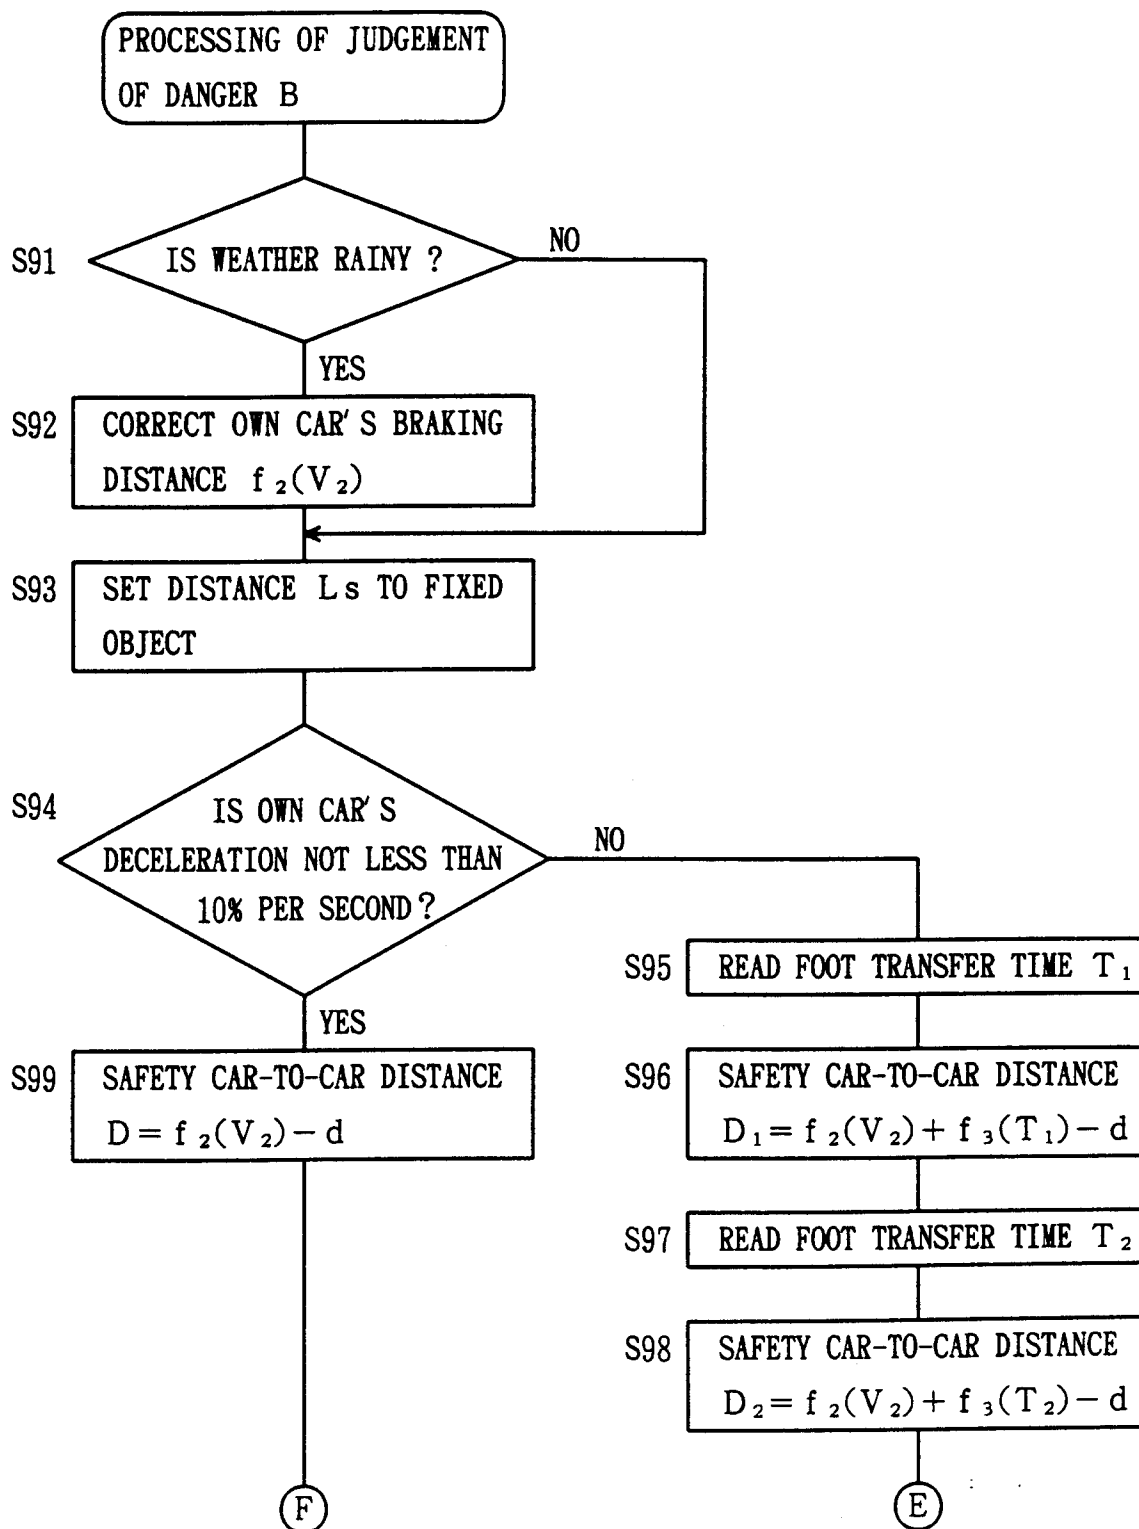 PROCESSING OF JUDGEMENT
OF DANGER B
S91
IS WEATHER RAINY ?
NO
YES
S92
CORRECT OWN CAR'S BRAKING
DISTANCE f₂(V₂)
S93
SET DISTANCE Ls TO FIXED
OBJECT
S94
IS OWN CAR'S
DECELERATION NOT LESS THAN
10% PER SECOND?
NO
YES
S95
READ FOOT TRANSFER TIME T₁
S96
SAFETY CAR-TO-CAR DISTANCE
D₁=f₂(V₂)+f₃(T₁)-d
S97
READ FOOT TRANSFER TIME T₂
S98
SAFETY CAR-TO-CAR DISTANCE
D₂=f₂(V₂)+f₃(T₂)-d
E
S99
SAFETY CAR-TO-CAR DISTANCE
D=f₂(V₂)-d
F